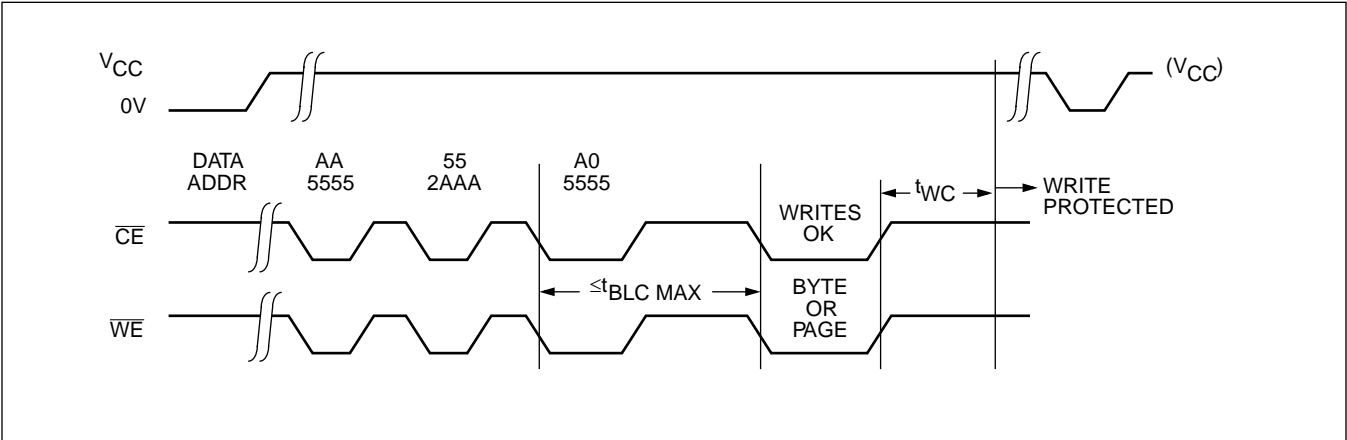 VCC
(VCC)
0V
DATA AA 55 A0
ADDR 5555 2AAA 5555
tWC
WRITE
PROTECTED
CE
WRITES
OK
≤tBLC MAX
BYTE
OR
PAGE
WE